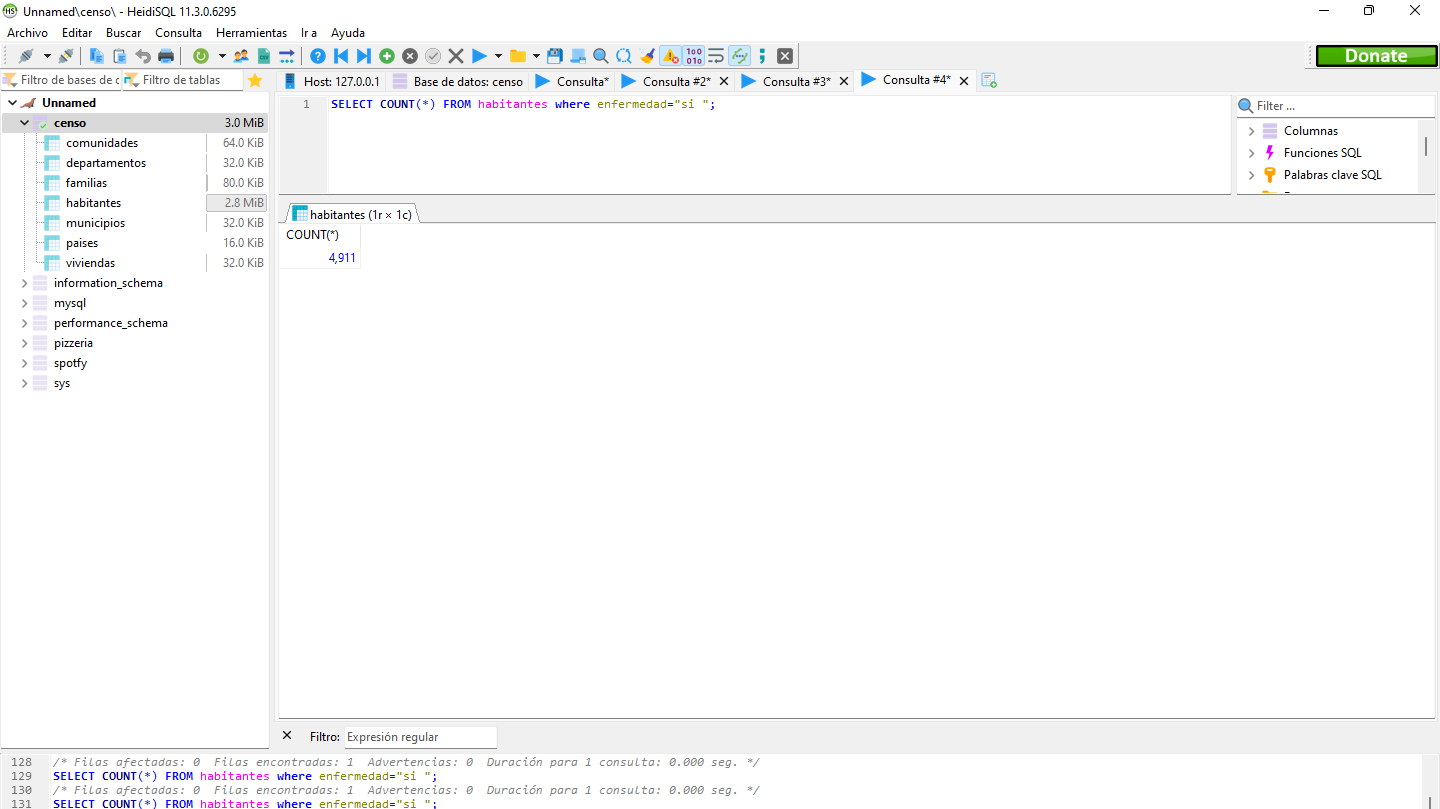 Unnamed\censo\ - HeidiSQL 11.3.0.6295
Archivo Editar Buscar Consulta Herramientas Ir a Ayuda
Donate
Filtro de bases de d Filtro de tablas
Host: 127.0.0.1 Base de datos: censo Consulta* Consulta #2* Consulta #3* Consulta #4*
Unnamed
censo 3.0 MiB
comunidades 64.0 KiB
departamentos 32.0 KiB
familias 80.0 KiB
habitantes 2.8 MiB
municipios 32.0 KiB
paises 16.0 KiB
viviendas 32.0 KiB
information_schema
mysql
performance_schema
pizzeria
spotfy
sys
1 SELECT COUNT(*) FROM habitantes where enfermedad="si ";
Filter ...
Columnas
Funciones SQL
Palabras clave SQL
habitantes (1r × 1c)
COUNT(*)
4,911
Filtro: Expresión regular
128 /* Filas afectadas: 0 Filas encontradas: 1 Advertencias: 0 Duración para 1 consulta: 0.000 seg. */
129 SELECT COUNT(*) FROM habitantes where enfermedad="si ";
130 /* Filas afectadas: 0 Filas encontradas: 1 Advertencias: 0 Duración para 1 consulta: 0.000 seg. */
131 SELECT COUNT(*) FROM habitantes where enfermedad="si ";